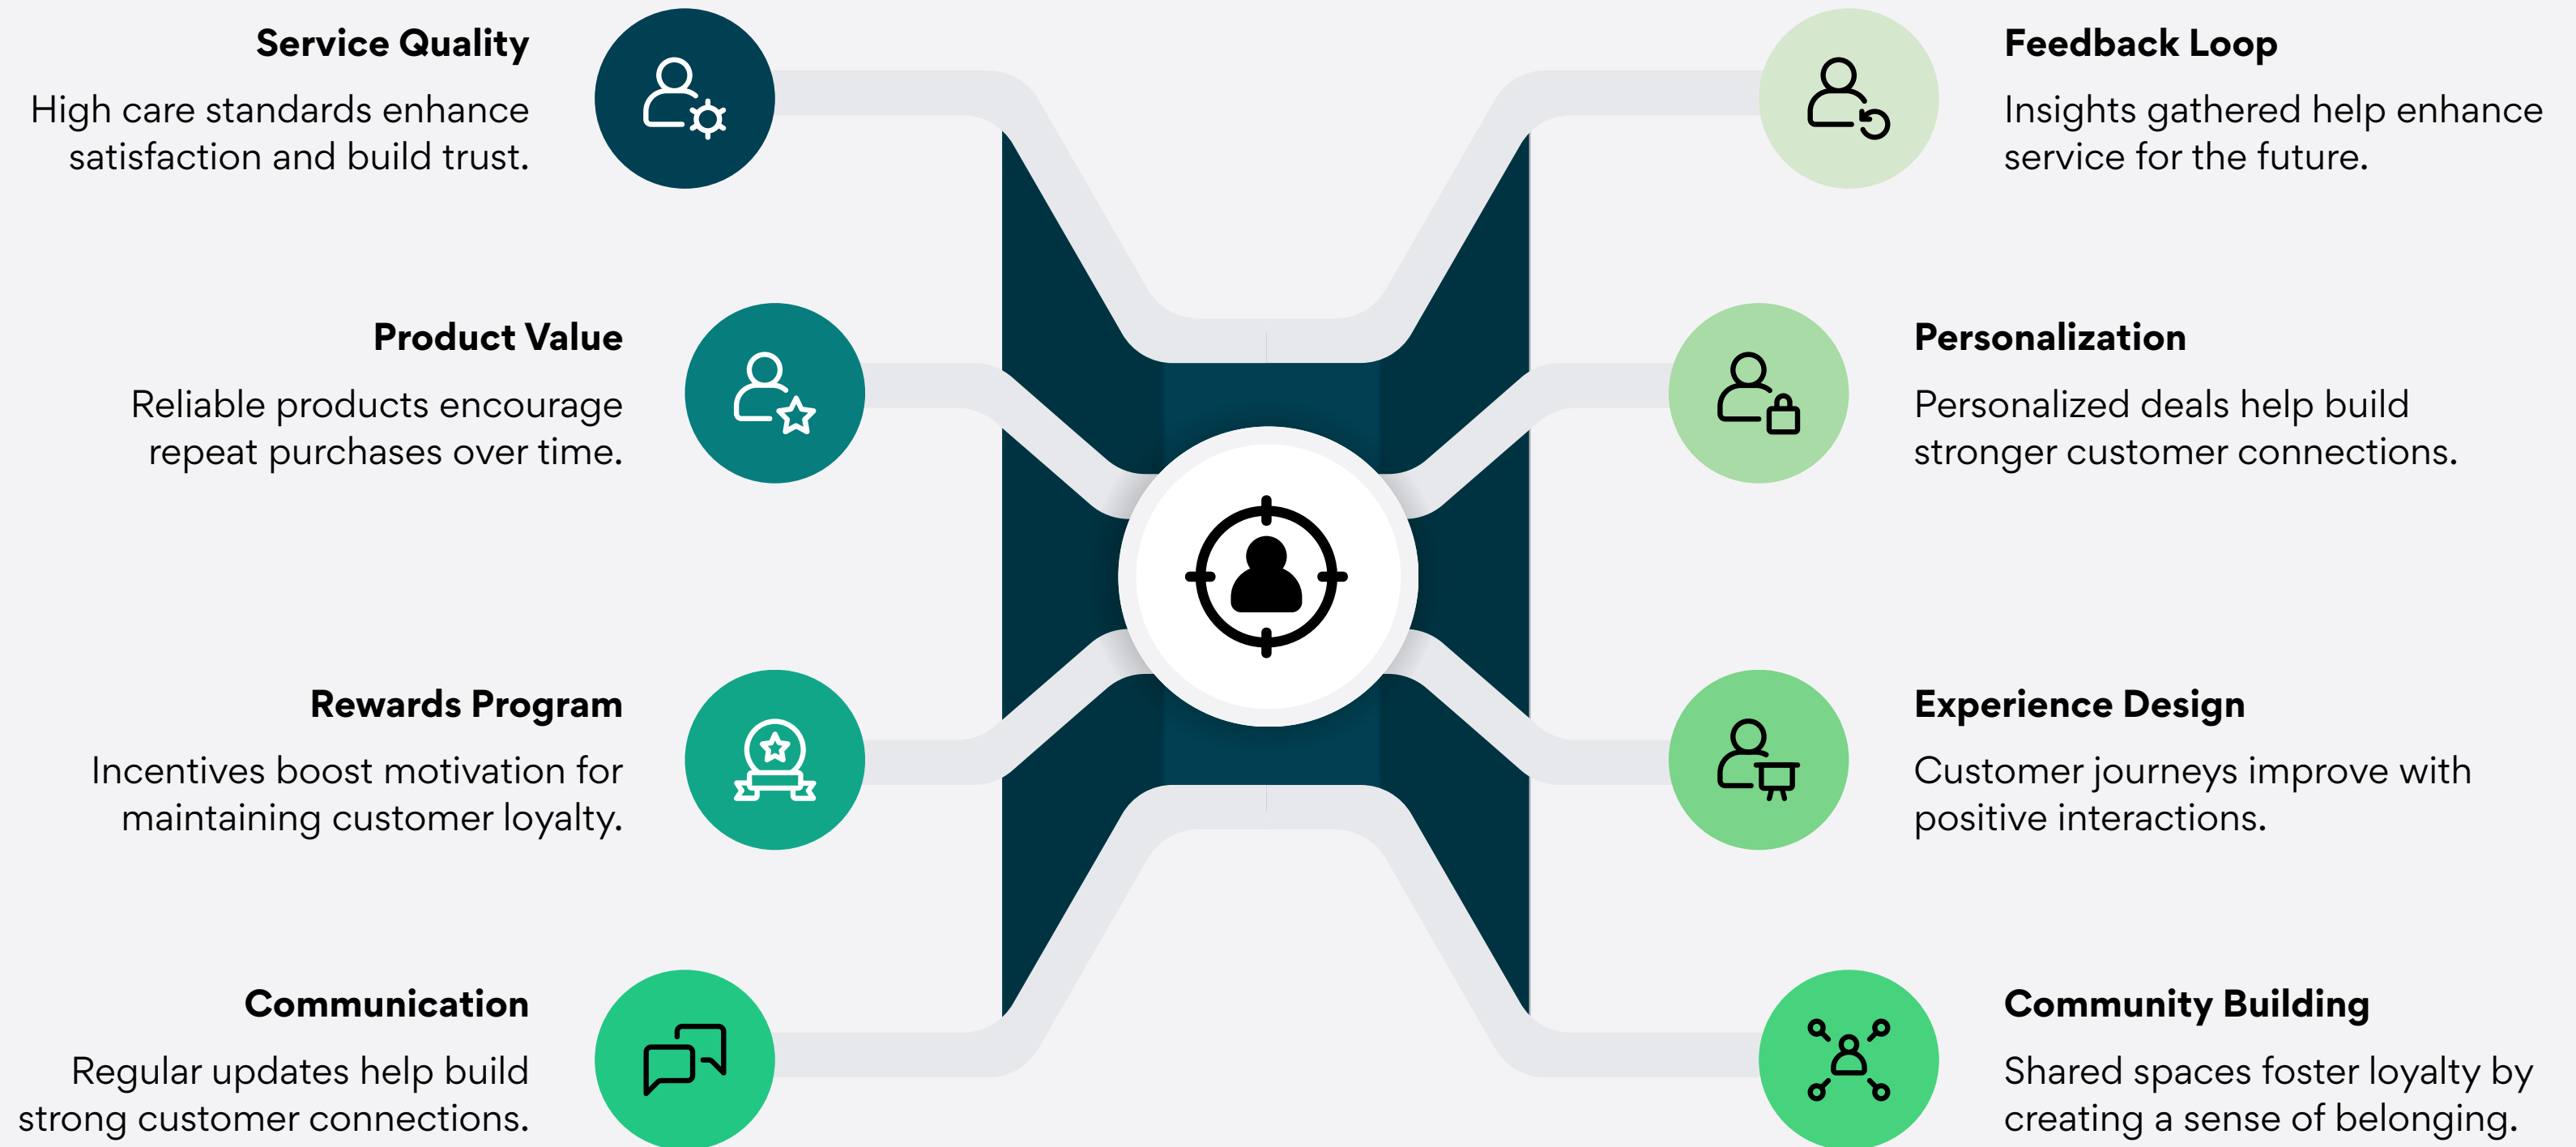 Service Quality
High care standards enhance
satisfaction and build trust.
Product Value
Reliable products encourage
repeat purchases over time.
Rewards Program
Incentives boost motivation for
maintaining customer loyalty.
Communication
Regular updates help build
strong customer connections.
Feedback Loop
Insights gathered help enhance
service for the future.
Personalization
Personalized deals help build
stronger customer connections.
Experience Design
Customer journeys improve with
positive interactions.
Community Building
Shared spaces foster loyalty by
creating a sense of belonging.